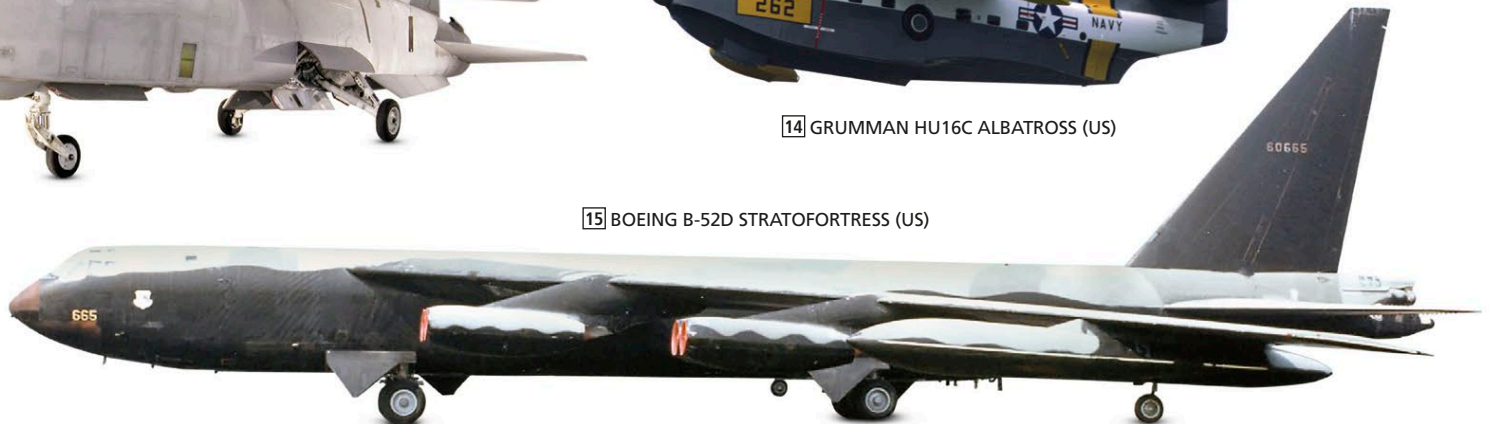 262
NAVY
14 GRUMMAN HU16C ALBATROSS (US)
60665
15 BOEING B-52D STRATOFORTRESS (US)
665